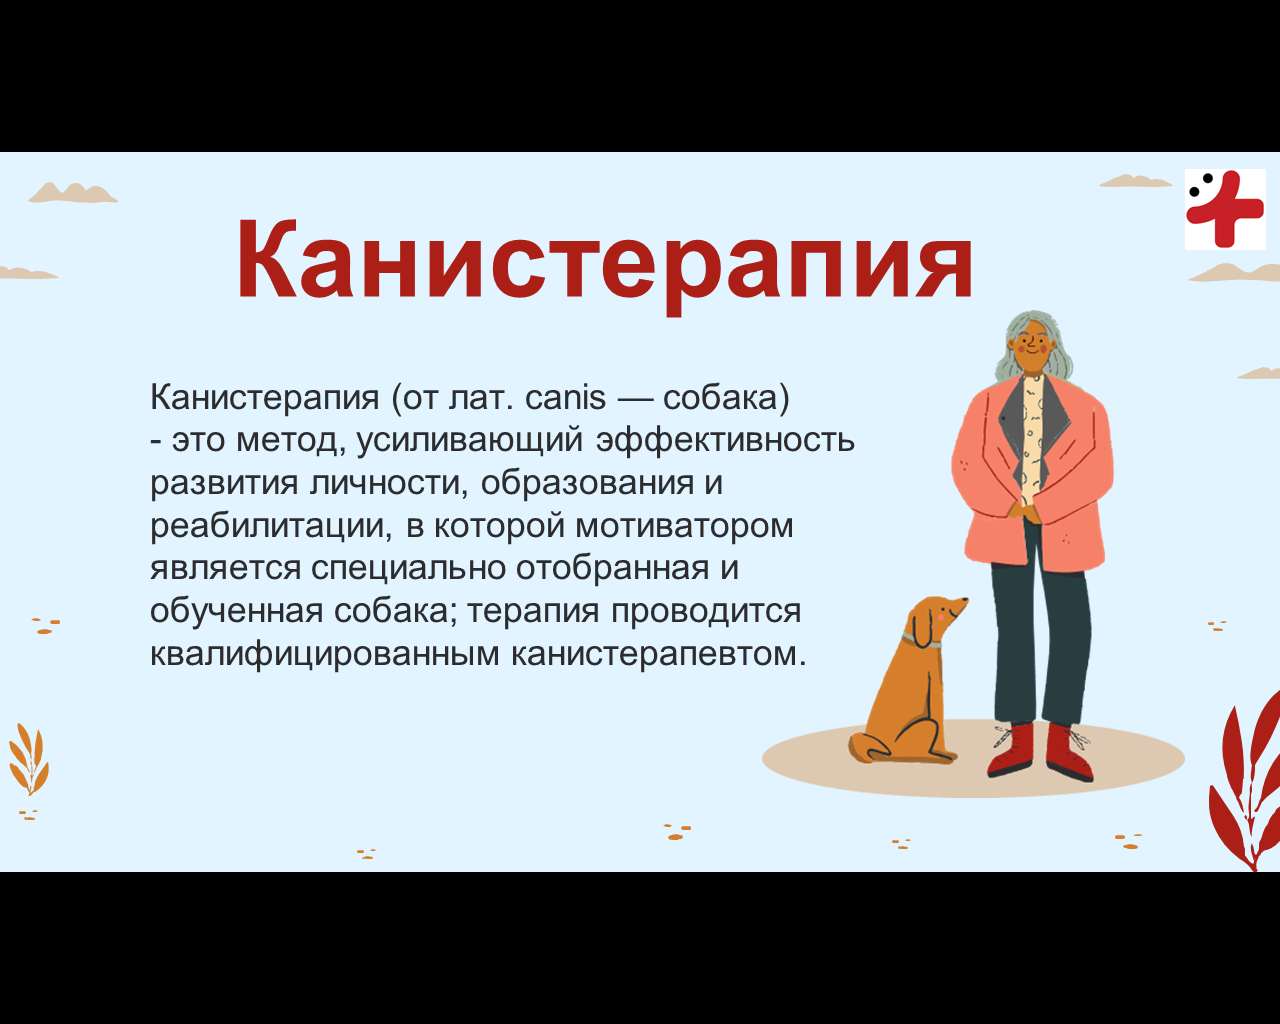 Канистерапия
Канистерапия (от лат. canis — собака)
- это метод, усиливающий эффективность
развития личности, образования и
реабилитации, в которой мотиватором
является специально отобранная и
обученная собака; терапия проводится
квалифицированным канистерапевтом.